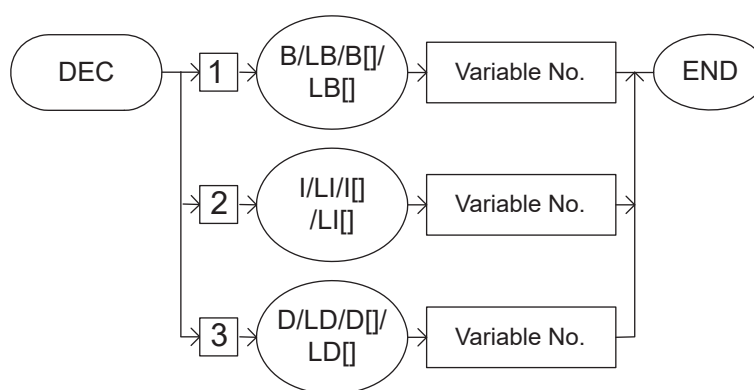 DEC
1
B/LB/B[]/
LB[]
Variable No.
END
2
I/LI/I[]
/LI[]
Variable No.
3
D/LD/D[]/
LD[]
Variable No.